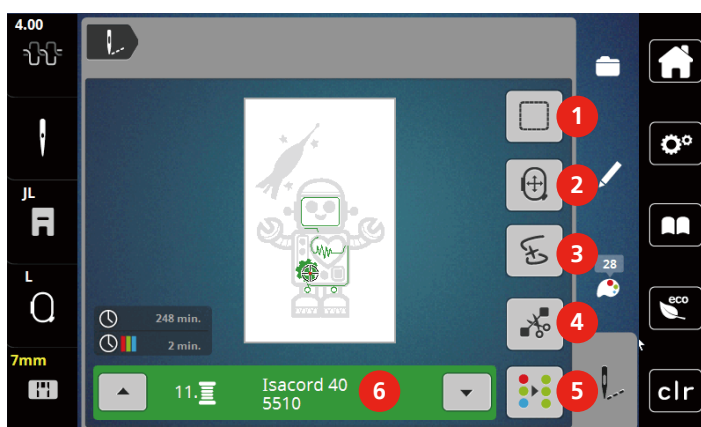 4.00
1
2
JL
3
28
L
eco
248 min.
4
2 min.
7mm
11.
Isacord 40
5510
6
5
clr